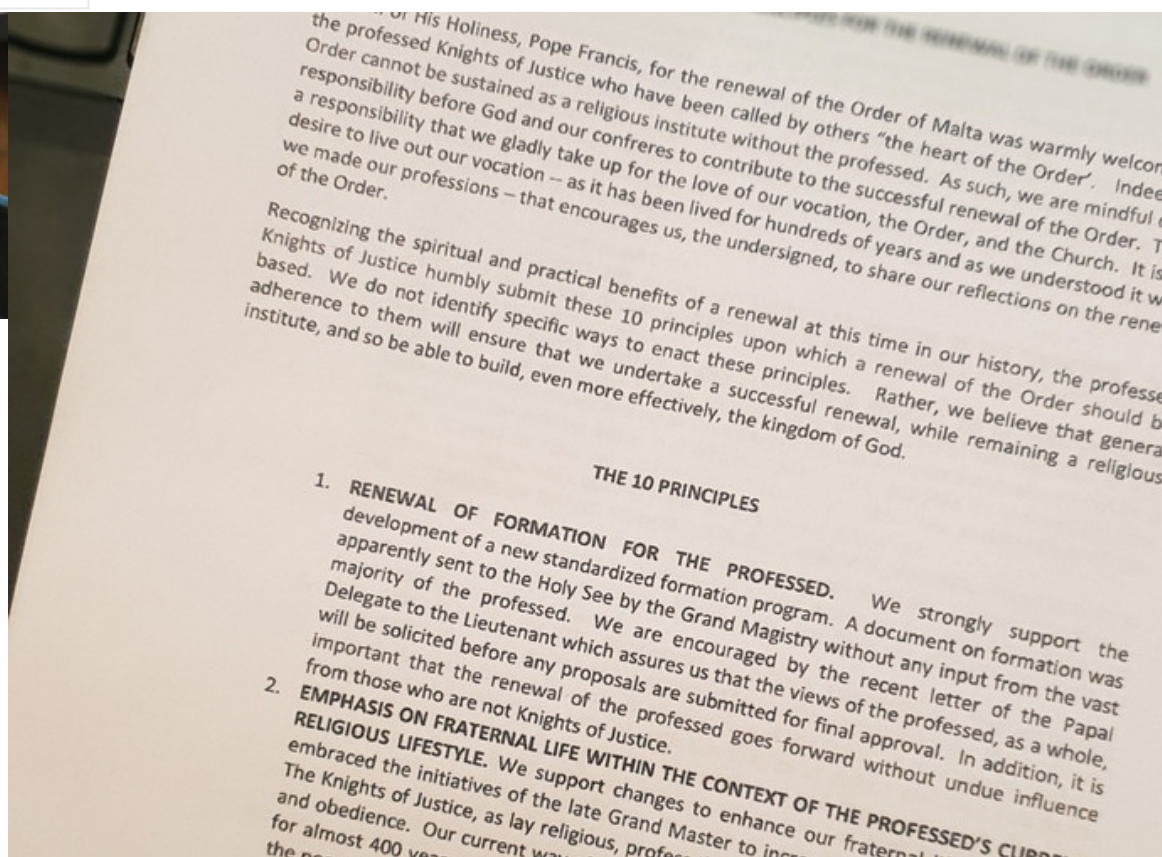 FOR THE RENEWAL OF THE ORDER
of His Holiness, Pope Francis, for the renewal of the Order of Malta was warmly welcon
the professed Knights of Justice who have been called by others "the heart of the Order'. Indee
Order cannot be sustained as a religious institute without the professed. As such, we are mindful
responsibility before God and our confreres to contribute to the successful renewal of the Order. T
a responsibility that we gladly take up for the love of our vocation, the Order, and the Church. It is
desire to live out our vocation – as it has been lived for hundreds of years and as we understood it w
we made our professions – that encourages us, the undersigned, to share our reflections on the rene
of the Order.
Recognizing the spiritual and practical benefits of a renewal at this time in our history, the professe
Knights of Justice humbly submit these 10 principles upon which a renewal of the Order should b
based. We do not identify specific ways to enact these principles. Rather, we believe that genera
adherence to them will ensure that we undertake a successful renewal, while remaining a religious
institute, and so be able to build, even more effectively, the kingdom of God.
THE 10 PRINCIPLES
1. RENEWAL OF FORMATION FOR THE PROFESSED. We strongly support the
development of a new standardized formation program. A document on formation was
apparently sent to the Holy See by the Grand Magistry without any input from the vast
majority of the professed. We are encouraged by the recent letter of the Papal
Delegate to the Lieutenant which assures us that the views of the professed, as a whole,
will be solicited before any proposals are submitted for final approval. In addition, it is
important that the renewal of the professed goes forward without undue influence
from those who are not Knights of Justice.
2. EMPHASIS ON FRATERNAL LIFE WITHIN THE CONTEXT OF THE PROFESSED'S CURRE
RELIGIOUS LIFESTYLE. We support changes to enhance our fraternal
embraced the initiatives of the late Grand Master to incr
The Knights of Justice, as lay religious, profe
and obedience. Our current wa
for almost 400 yea
the